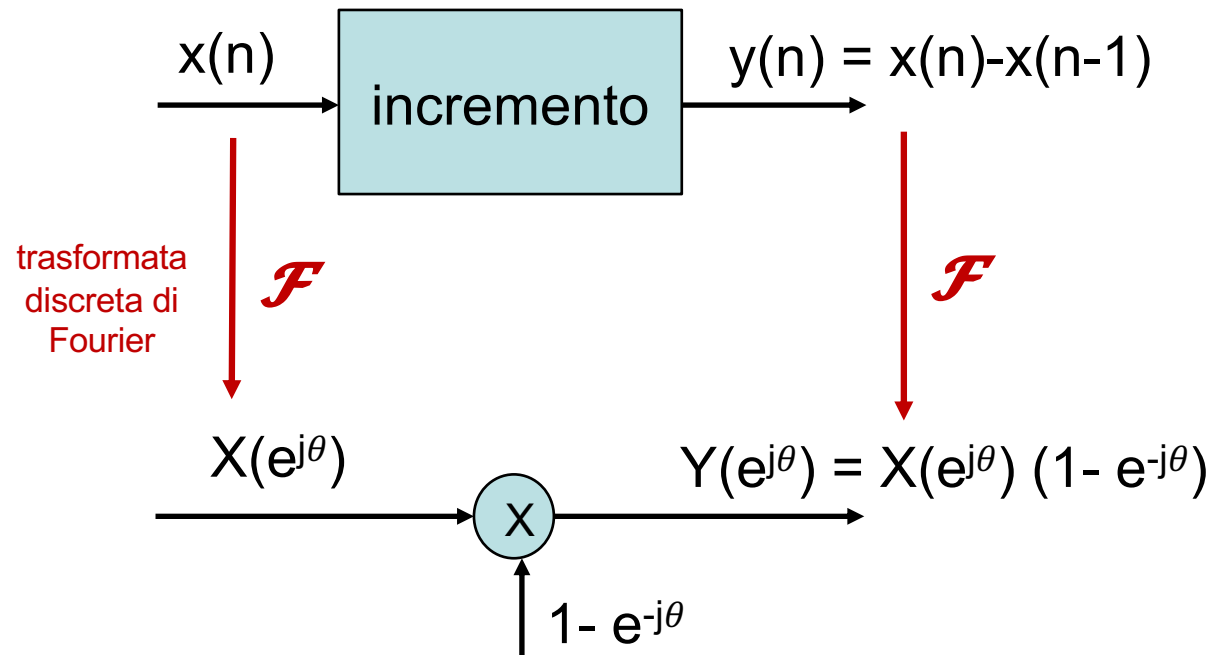 x(n)
incremento
y(n) = x(n)-x(n-1)
trasformata
discreta di
Fourier
ℱ
ℱ
X(e^{jθ})
x
Y(e^{jθ}) = X(e^{jθ}) (1- e^{-jθ})
1- e^{-jθ}